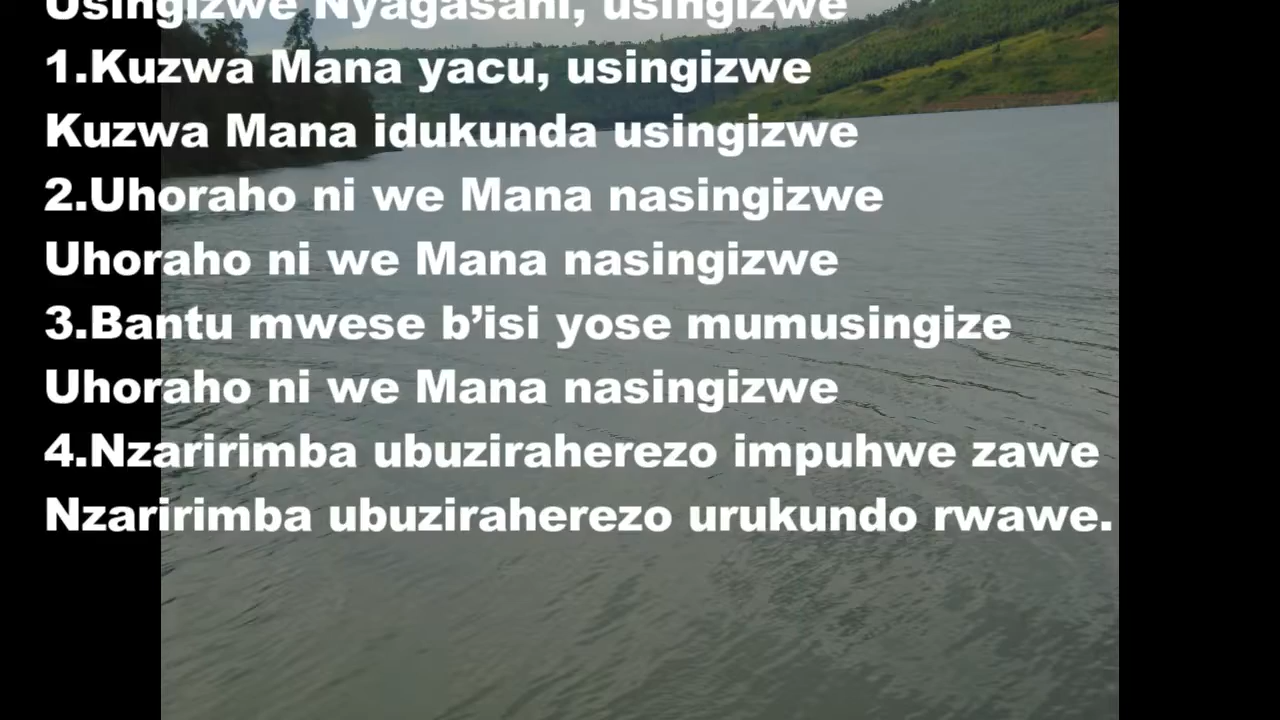 Usingizwe Nyagasani, usingizwe
1.Kuzwa Mana yacu, usingizwe
Kuzwa Mana idukunda usingizwe
2.Uhoraho ni we Mana nasingizwe
Uhoraho ni we Mana nasingizwe
3.Bantu mwese b’isi yose mumusingize
Uhoraho ni we Mana nasingizwe
4.Nzaririmba ubuziraherezo impuhwe zawe
Nzaririmba ubuziraherezo urukundo rwawe.